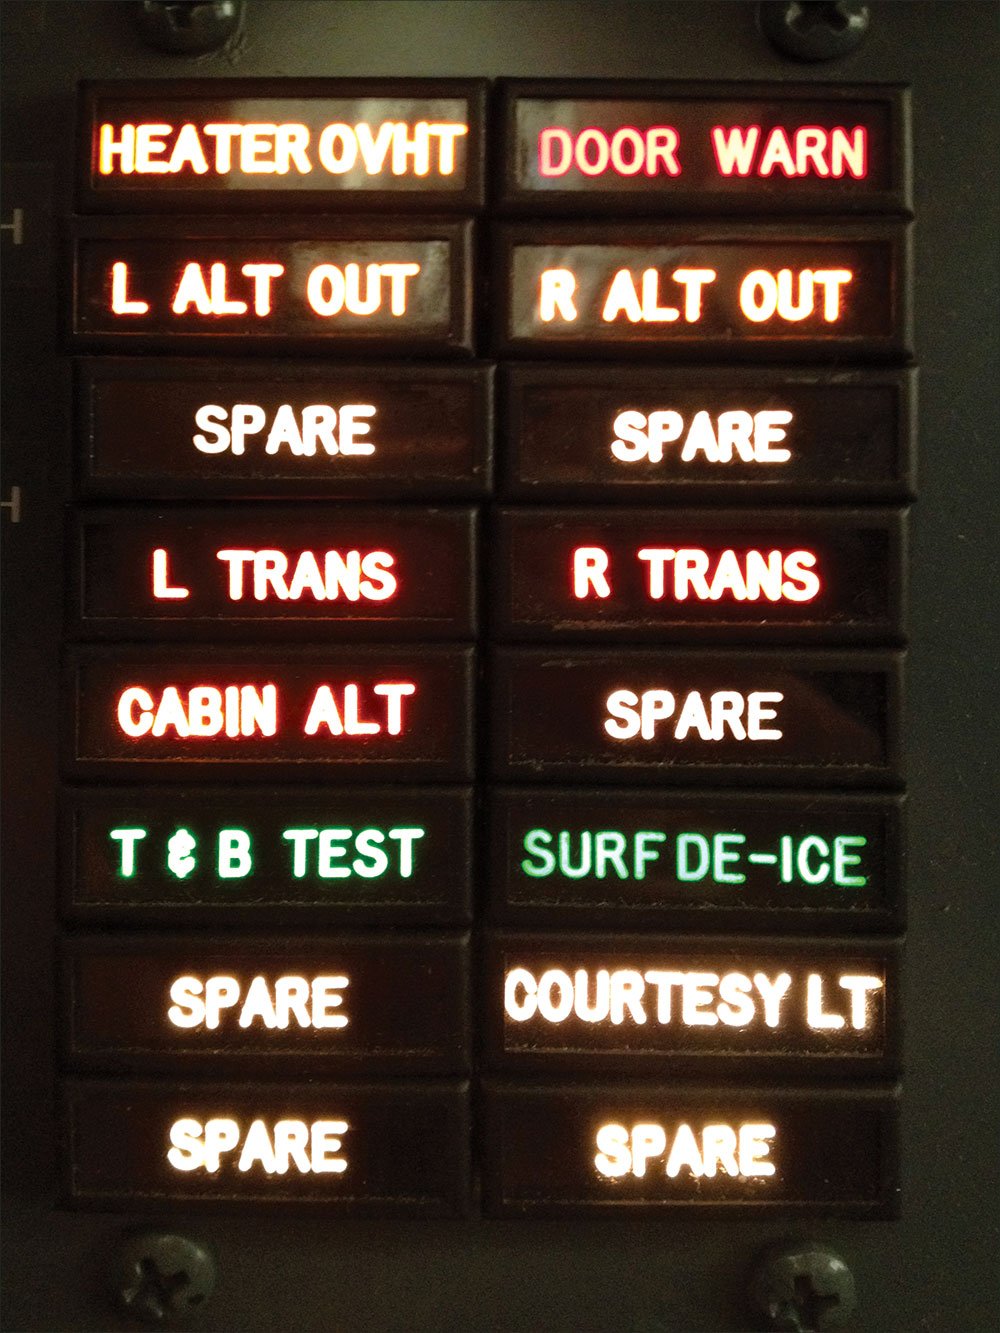 HEATER OVHT DOOR WARN
L ALT OUT R ALT OUT
SPARE SPARE
L TRANS R TRANS
CABIN ALT SPARE
T & B TEST SURF DE-ICE
SPARE COURTESY LT
SPARE SPARE